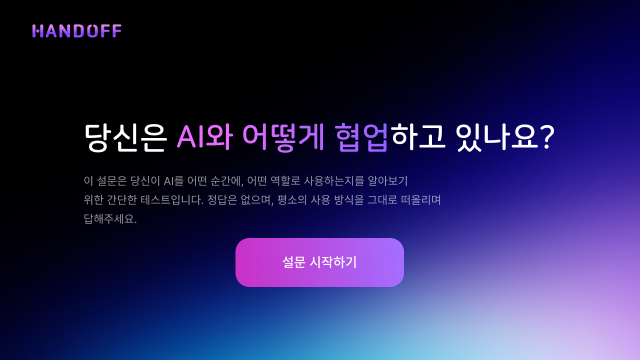 HANDOFF
당신은 AI와 어떻게 협업하고 있나요?
이 설문은 당신이 AI를 어떤 순간에, 어떤 역할로 사용하는지를 알아보기
위한 간단한 테스트입니다. 정답은 없으며, 평소의 사용 방식을 그대로 떠올리며
답해주세요.
설문 시작하기